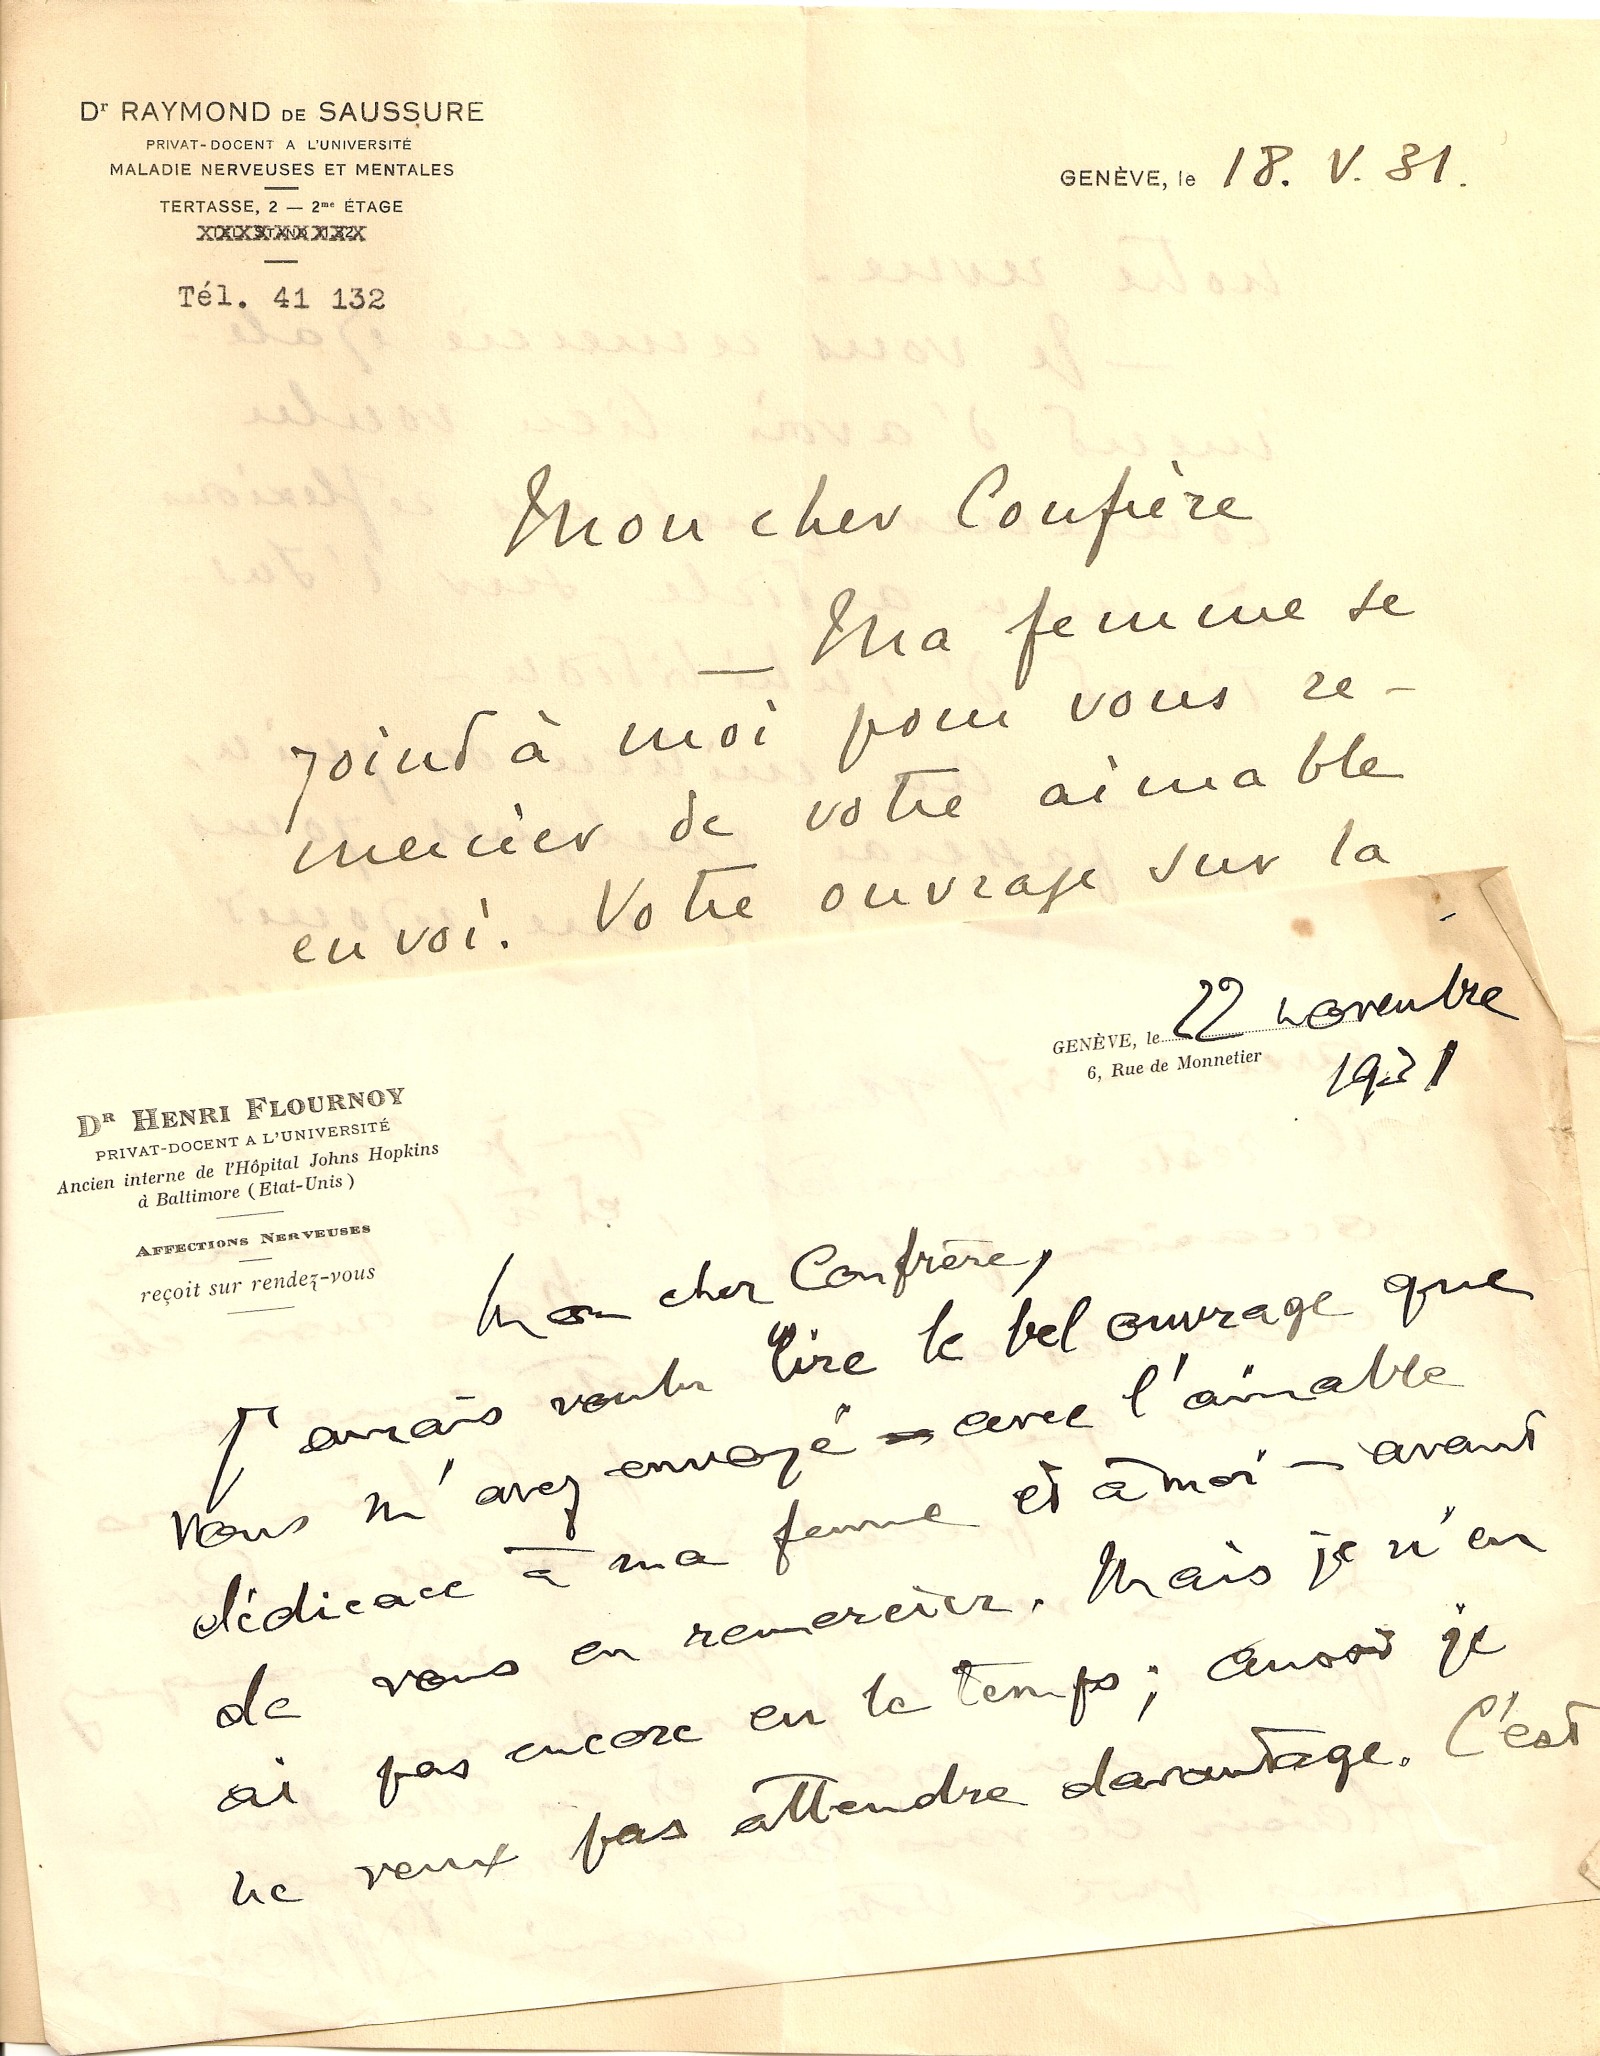 Dr RAYMOND DE SAUSSURE
PRIVAT-DOCENT A L'UNIVERSITÉ
MALADIE NERVEUSES ET MENTALES
TERTASSE, 2 — 2me ÉTAGE
Tél. 41 132
GENÈVE, le 18. V. 31.
Mon cher Confrère
— Ma femme se
joind à moi pour vous re-
mercier de votre aimable
envoi. Votre ouvrage sur la
GENÈVE, le 22 novembre
6, Rue de Monnetier
1931
DR HENRI FLOURNOY
PRIVAT-DOCENT A L'UNIVERSITÉ
Ancien interne de l'Hôpital Johns Hopkins
à Baltimore (Etat-Unis)
AFFECTIONS NERVEUSES
reçoit sur rendez-vous
Mon cher Confrère,
J'aurais voulu lire le bel ouvrage que
vous m'avez envoyé — avec l'aimable
dédicace à ma femme et à moi — avant
de vous en remercier. Mais je n'en
ai pas encore eu le temps ; aussi je
ne veux pas attendre davantage. C'est